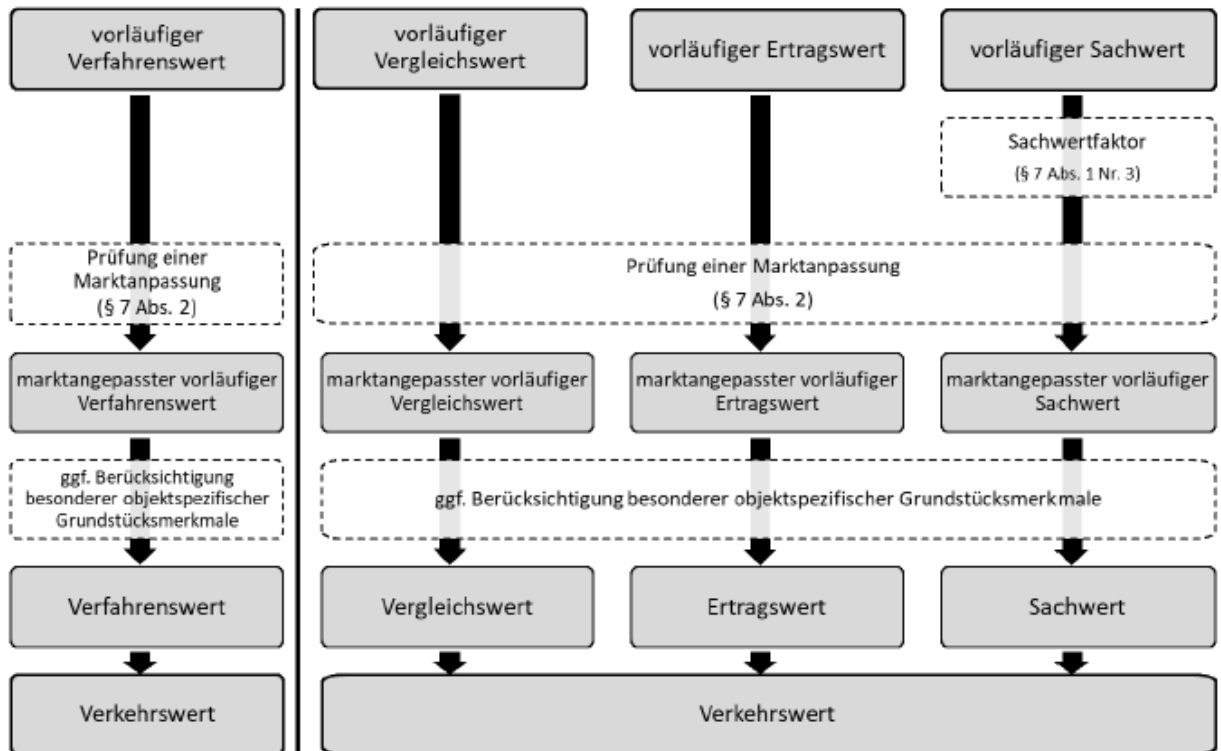 vorläufiger
Verfahrenswert
vorläufiger
Vergleichswert
vorläufiger Ertragswert
vorläufiger Sachwert
Sachwertfaktor
(§ 7 Abs. 1 Nr. 3)
Prüfung einer
Marktanpassung
(§ 7 Abs. 2)
Prüfung einer Marktanpassung
(§ 7 Abs. 2)
marktangepasster vorläufiger
Verfahrenswert
marktangepasster vorläufiger
Vergleichswert
marktangepasster vorläufiger
Ertragswert
marktangepasster vorläufiger
Sachwert
ggf. Berücksichtigung
besonderer objektspezifischer
Grundstücksmerkmale
ggf. Berücksichtigung besonderer objektspezifischer Grundstücksmerkmale
Verfahrenswert
Vergleichswert
Ertragswert
Sachwert
Verkehrswert
Verkehrswert